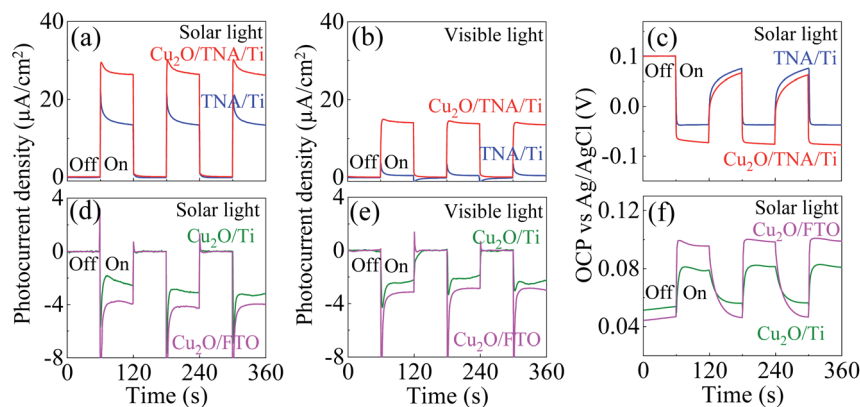 (a) Solar light
Cu₂O/TNA/Ti
TNA/Ti
Off On
40
20
0
Photocurrent density (μA/cm²)
(b) Visible light
Cu₂O/TNA/Ti
TNA/Ti
40
20
0
Photocurrent density (μA/cm²)
(c) Solar light
Off On
TNA/Ti
Cu₂O/TNA/Ti
0.1
0.0
-0.1
OCP vs Ag/AgCl (V)
(d) Solar light
Cu₂O/Ti
Off On
Cu₂O/FTO
4
0
-4
-8
0 120 240 360
Time (s)
(e) Visible light
Cu₂O/Ti
Off On
Cu₂O/FTO
4
0
-4
-8
0 120 240 360
Time (s)
(f) Solar light
Cu₂O/FTO
Off On
Cu₂O/Ti
0.12
0.08
0.04
0 120 240 360
Time (s)